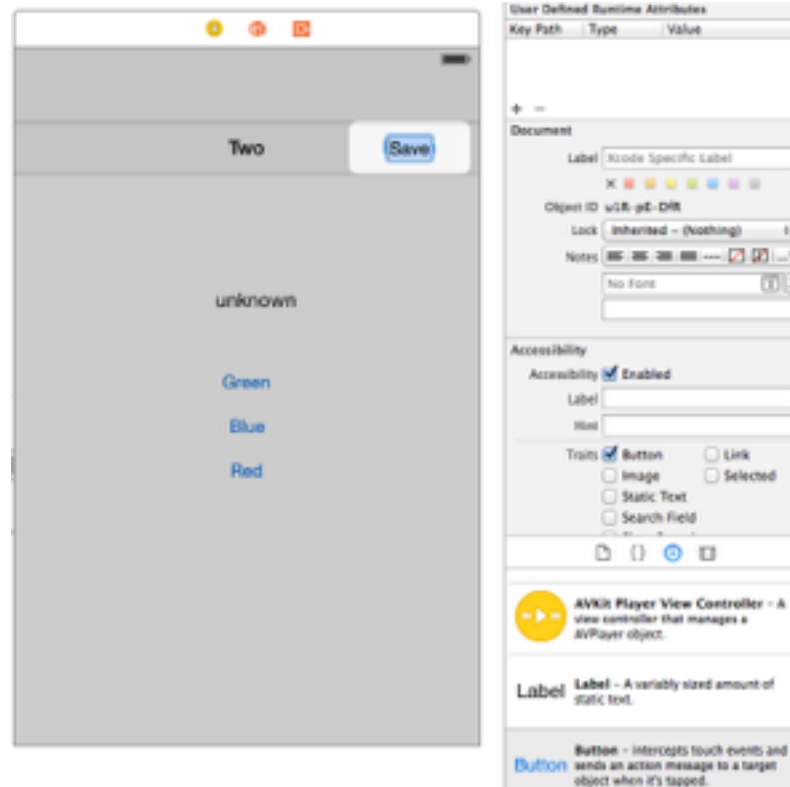 Two
Save
unknown
Green
Blue
Red
User Defined Runtime Attributes
Key Path Type Value
+ −
Document
Label Xcode Specific Label
Object ID
Lock Inherited – (Nothing)
Notes
No Font
Accessibility
Accessibility Enabled
Label
Hint
Traits Button Link
Image Selected
Static Text
Search Field
AVKit Player View Controller – A
view controller that manages a
AVPlayer object.
Label Label – A variably sized amount of
static text.
Button Button – Intercepts touch events and
sends an action message to a target
object when it's tapped.